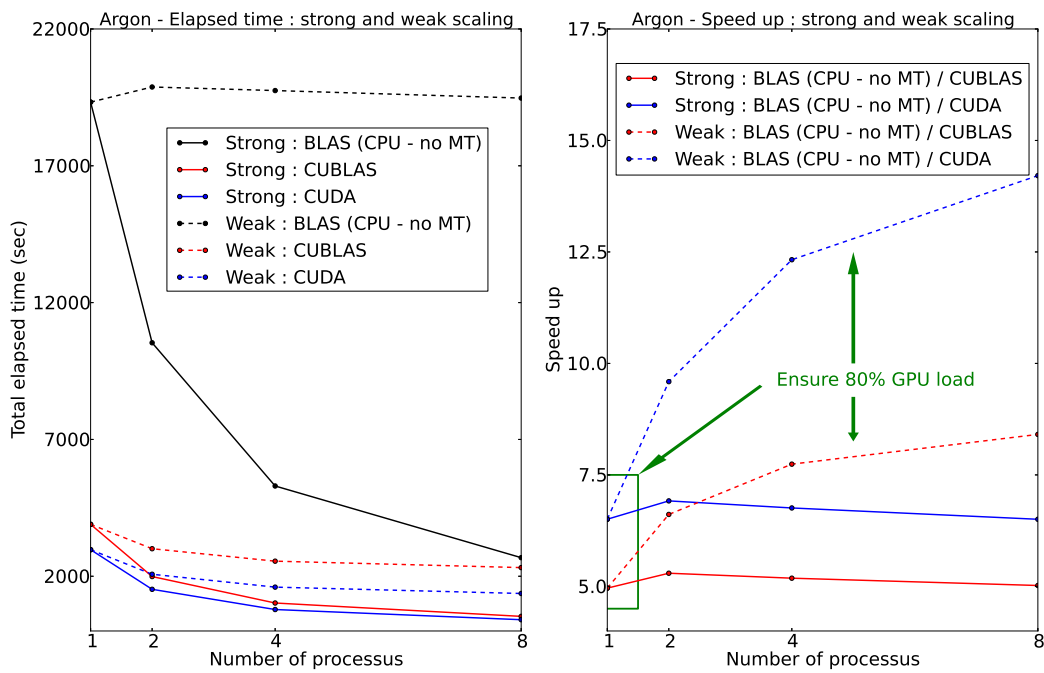 Argon - Elapsed time : strong and weak scaling
22000
17000
12000
7000
2000
Total elapsed time (sec)
Strong : BLAS (CPU - no MT)
Strong : CUBLAS
Strong : CUDA
Weak : BLAS (CPU - no MT)
Weak : CUBLAS
Weak : CUDA
1 2 4 8
Number of processus
Argon - Speed up : strong and weak scaling
17.5
15.0
12.5
10.0
7.5
5.0
Speed up
Strong : BLAS (CPU - no MT) / CUBLAS
Strong : BLAS (CPU - no MT) / CUDA
Weak : BLAS (CPU - no MT) / CUBLAS
Weak : BLAS (CPU - no MT) / CUDA
Ensure 80% GPU load
1 2 4 8
Number of processus